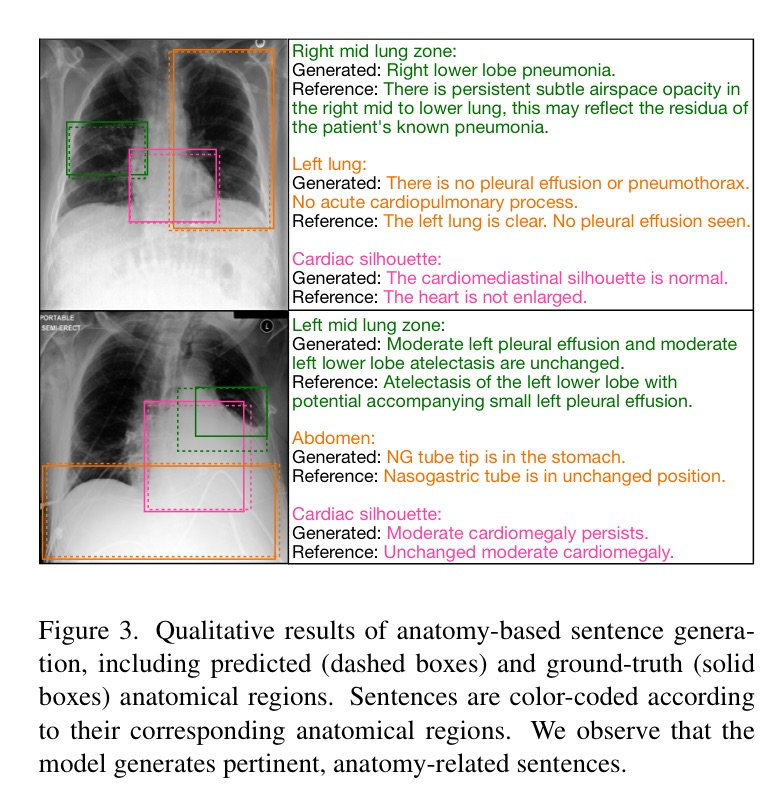 Right mid lung zone:
Generated: Right lower lobe pneumonia.
Reference: There is persistent subtle airspace opacity in
the right mid to lower lung, this may reflect the residua of
the patient's known pneumonia.
Left lung:
Generated: There is no pleural effusion or pneumothorax.
No acute cardiopulmonary process.
Reference: The left lung is clear. No pleural effusion seen.
Cardiac silhouette:
Generated: The cardiomediastinal silhouette is normal.
Reference: The heart is not enlarged.
PORTABLE
SEMI-ERECT
L
Left mid lung zone:
Generated: Moderate left pleural effusion and moderate
left lower lobe atelectasis are unchanged.
Reference: Atelectasis of the left lower lobe with
potential accompanying small left pleural effusion.
Abdomen:
Generated: NG tube tip is in the stomach.
Reference: Nasogastric tube is in unchanged position.
Cardiac silhouette:
Generated: Moderate cardiomegaly persists.
Reference: Unchanged moderate cardiomegaly.
Figure 3. Qualitative results of anatomy-based sentence genera-
tion, including predicted (dashed boxes) and ground-truth (solid
boxes) anatomical regions. Sentences are color-coded according
to their corresponding anatomical regions. We observe that the
model generates pertinent, anatomy-related sentences.